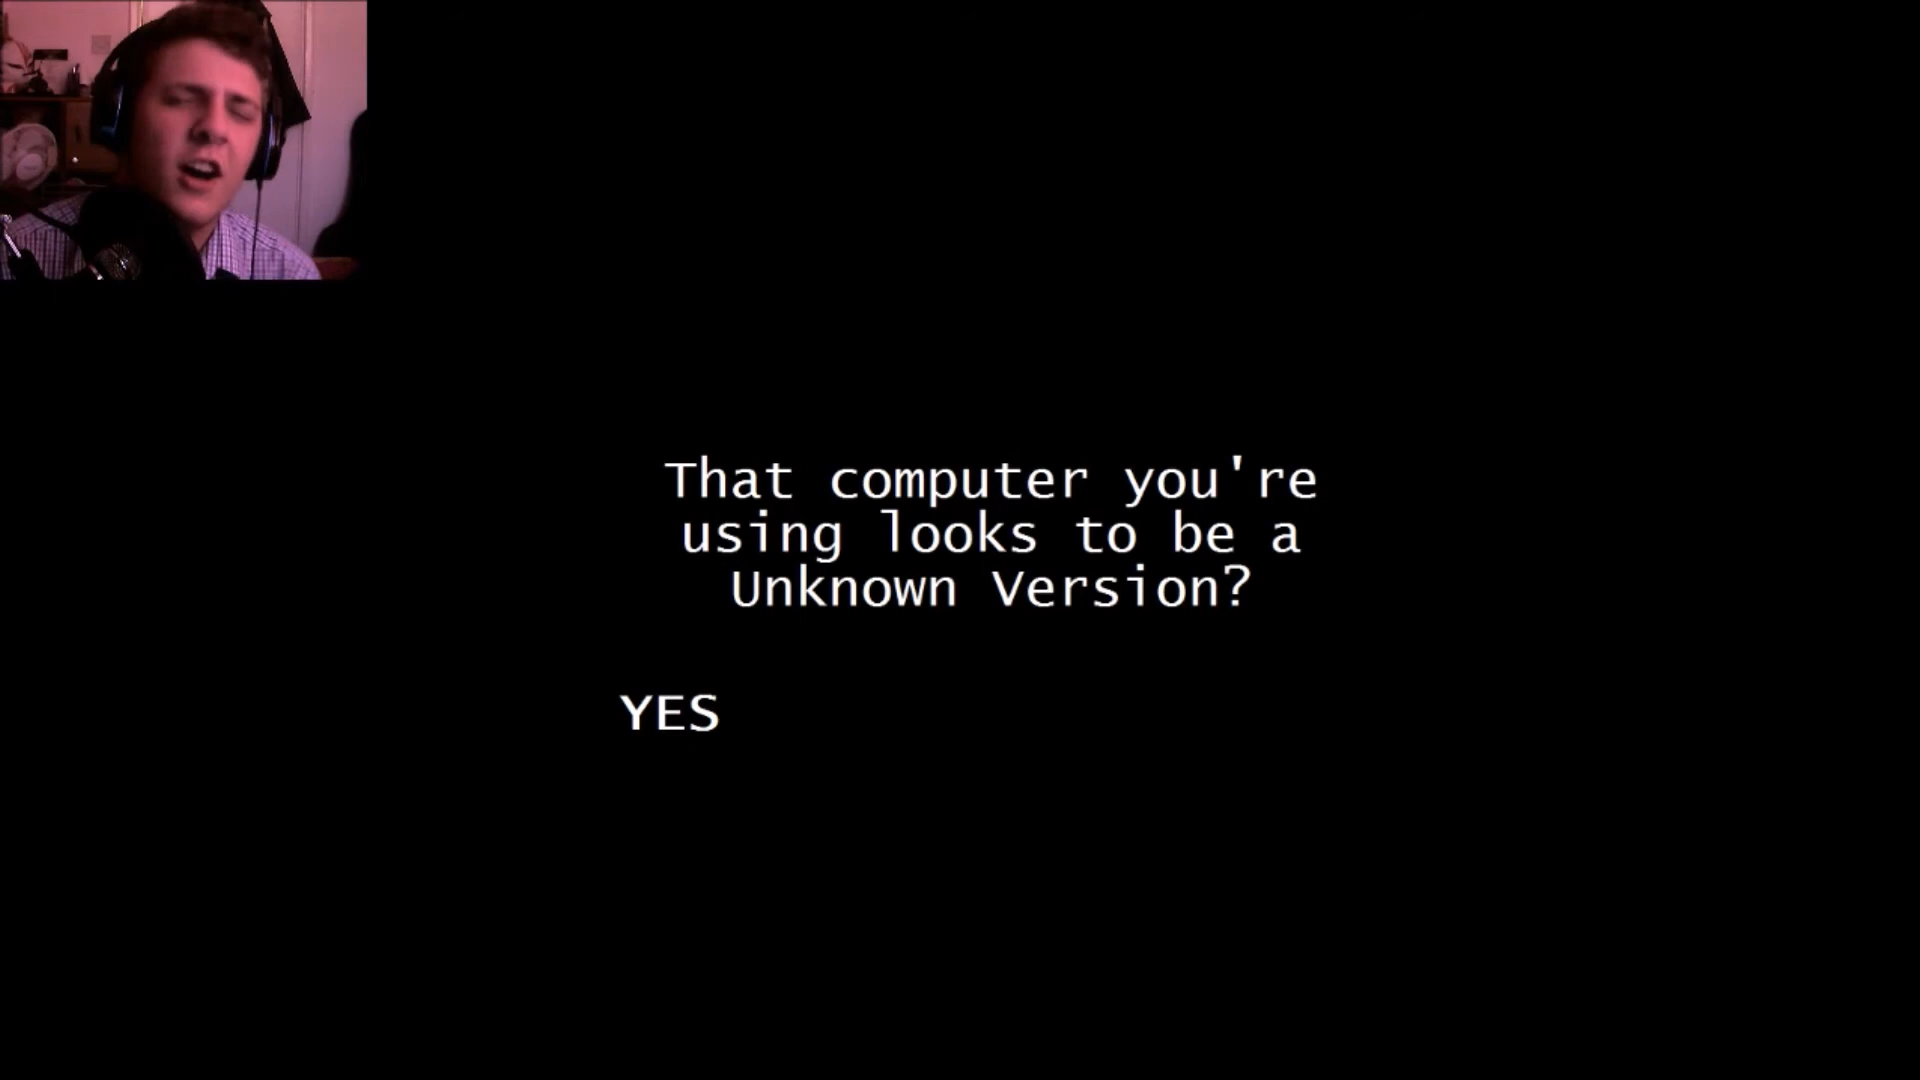 That computer you're
using looks to be a
Unknown Version?
YES